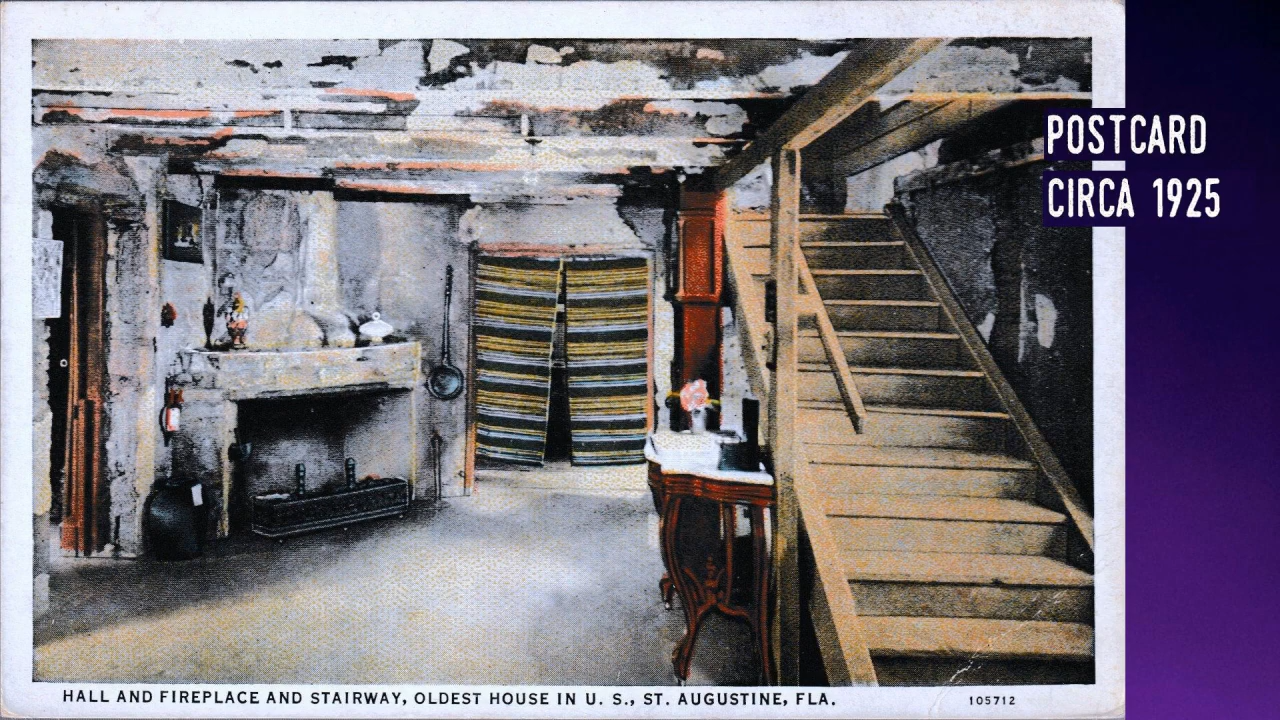 POSTCARD
CIRCA 1925
HALL AND FIREPLACE AND STAIRWAY, OLDEST HOUSE IN U. S., ST. AUGUSTINE, FLA.
105712